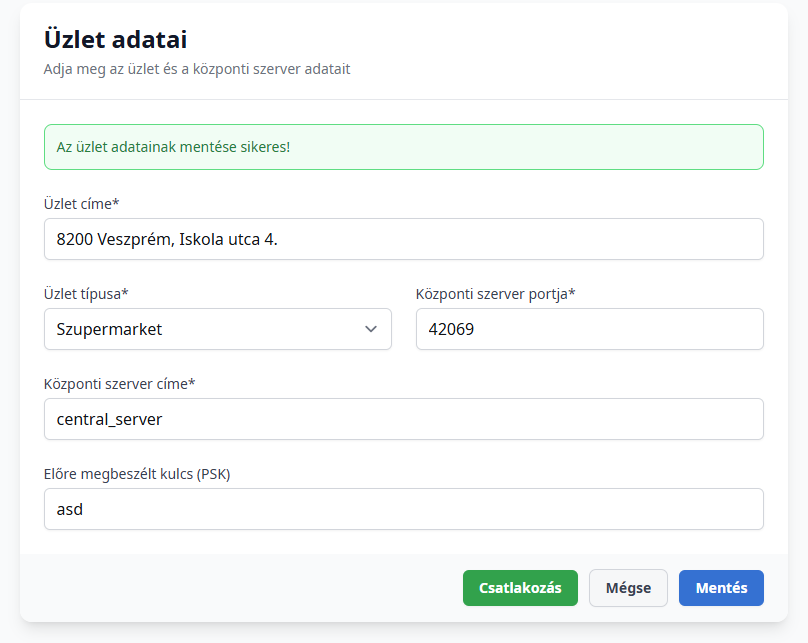 Üzlet adatai
Adja meg az üzlet és a központi szerver adatait
Az üzlet adatainak mentése sikeres!
Üzlet címe*
8200 Veszprém, Iskola utca 4.
Üzlet típusa*
Központi szerver portja*
Szupermarket
42069
Központi szerver címe*
central_server
Előre megbeszélt kulcs (PSK)
asd
Csatlakozás
Mégse
Mentés